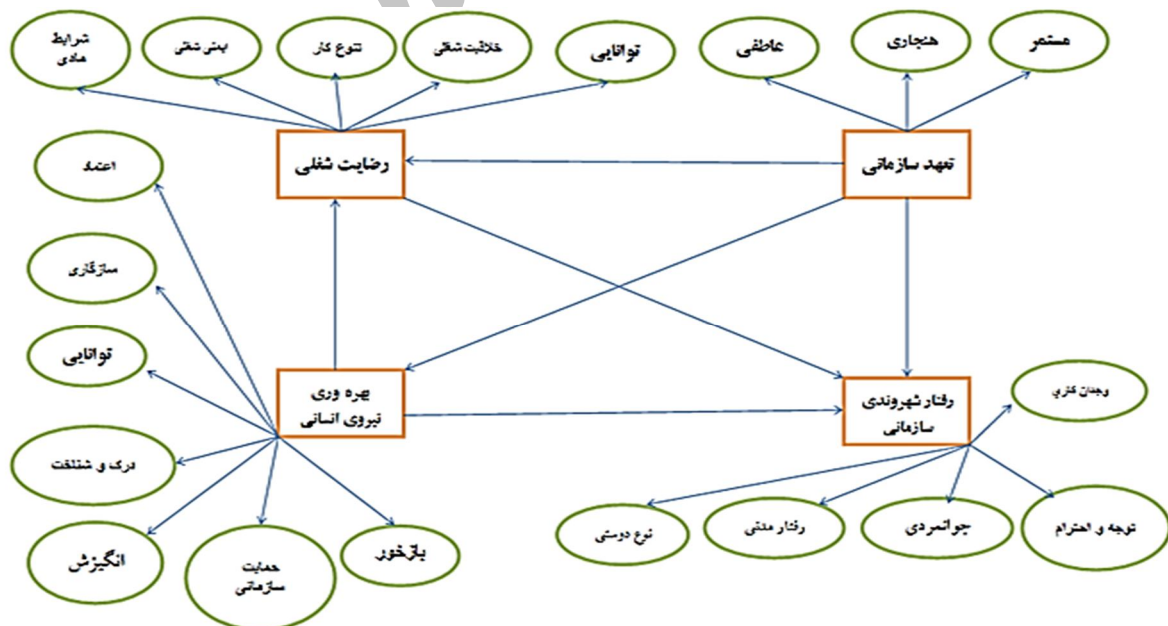 مستمر
هنجاری
عاطفی
توانایی
خلاقیت شغلی
تنوع کار
ایمنی شغلی
شرایط
مادی
تعهد سازمانی
رضایت شغلی
اعتماد
سازگاری
توانایی
درک و شناخت
انگیزش
حمایت
سازمانی
بازخور
بهره وری
نیروی انسانی
رفتار شهروندی
سازمانی
وجدان کاري
توجه و احترام
جوانمردی
رفتار مدنی
نوع دوستی